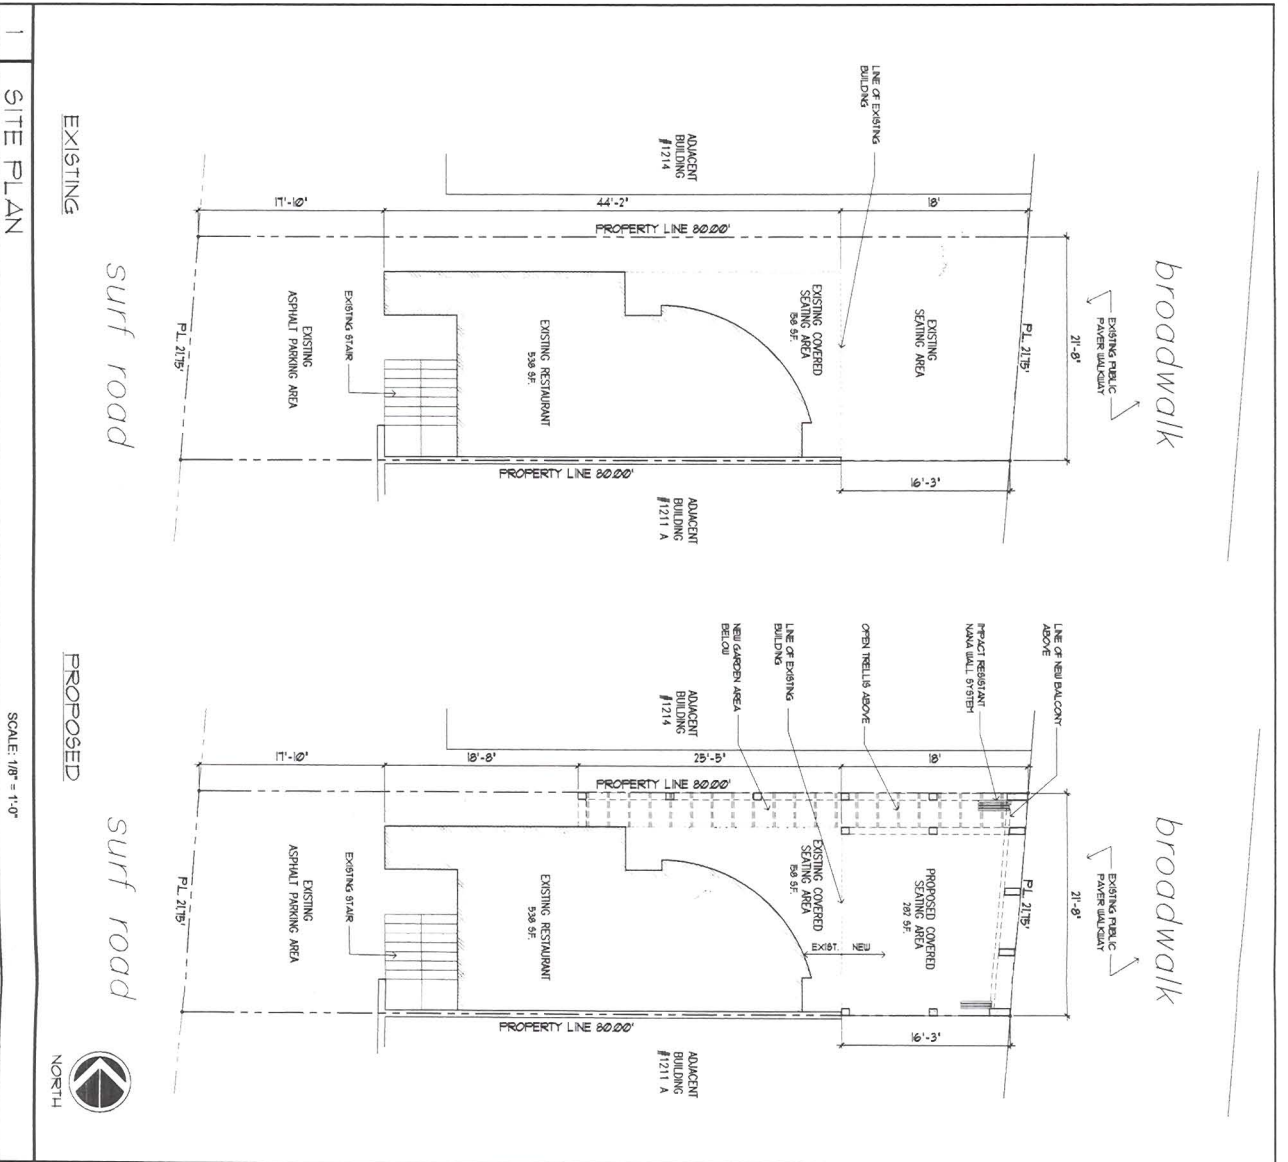 1
SITE PLAN
SCALE: 1/8" = 1'-0"
EXISTING
broadwalk
surf road
EXISTING PUBLIC
PAVER WALKWAY
21'-8"
P.L. 21.75'
LINE OF EXISTING
BUILDING
ADJACENT
BUILDING
#1214
17'-10"
44'-2"
18'
PROPERTY LINE 80.00'
EXISTING
SEATING AREA
EXISTING COVERED
SEATING AREA
158 S.F.
EXISTING RESTAURANT
538 S.F.
EXISTING STAIR
EXISTING
ASPHALT PARKING AREA
P.L. 21.75'
PROPERTY LINE 80.00'
16'-3"
ADJACENT
BUILDING
#1211 A
PROPOSED
broadwalk
surf road
EXISTING PUBLIC
PAVER WALKWAY
21'-8"
P.L. 21.75'
LINE OF NEW BALCONY
ABOVE
IMPACT RESISTANT
NANA WALL SYSTEM
OPEN TRELLIS ABOVE
LINE OF EXISTING
BUILDING
NEW GARDEN AREA
BELOW
ADJACENT
BUILDING
#1214
17'-10"
18'-8"
25'-5"
18'
PROPERTY LINE 80.00'
PROPOSED COVERED
SEATING AREA
287 S.F.
EXISTING COVERED
SEATING AREA
158 S.F.
EXIST. NEW
EXISTING RESTAURANT
538 S.F.
EXISTING STAIR
EXISTING
ASPHALT PARKING AREA
P.L. 21.75'
PROPERTY LINE 80.00'
16'-3"
ADJACENT
BUILDING
#1211 A
NORTH